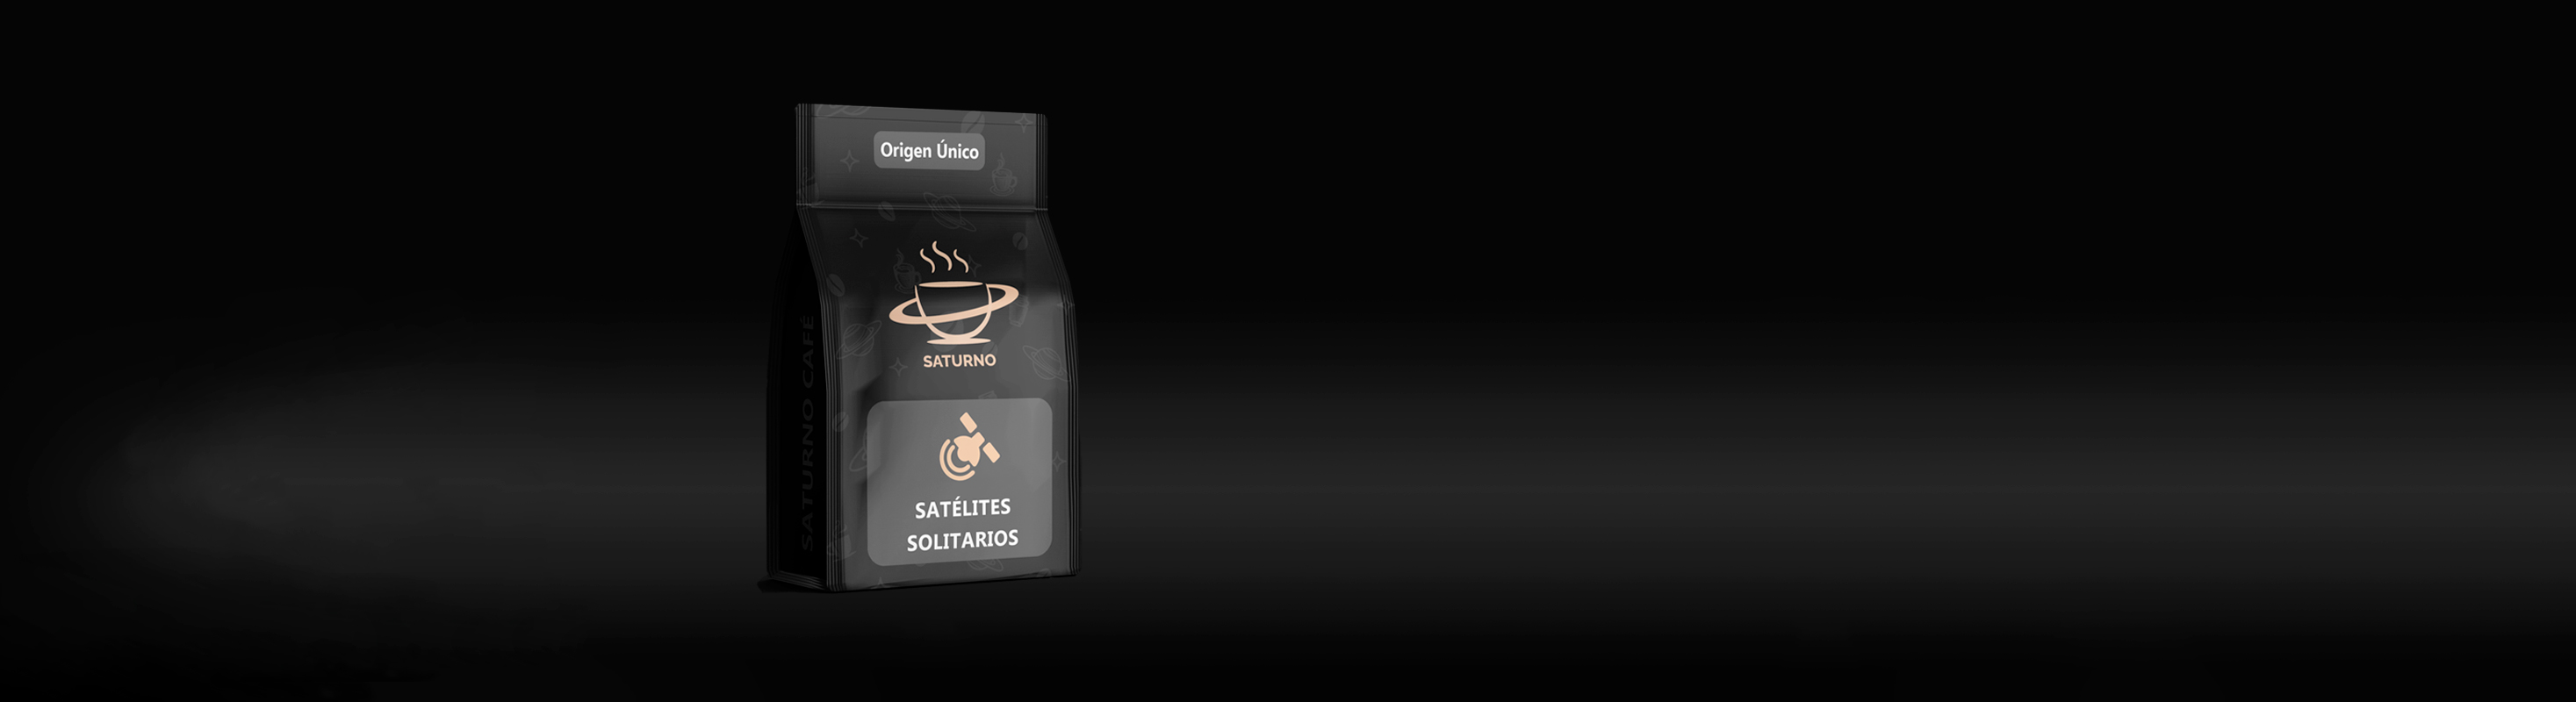 Origen Único
SATURNO
SATÉLITES
SOLITARIOS
SATURNO CAFÉ